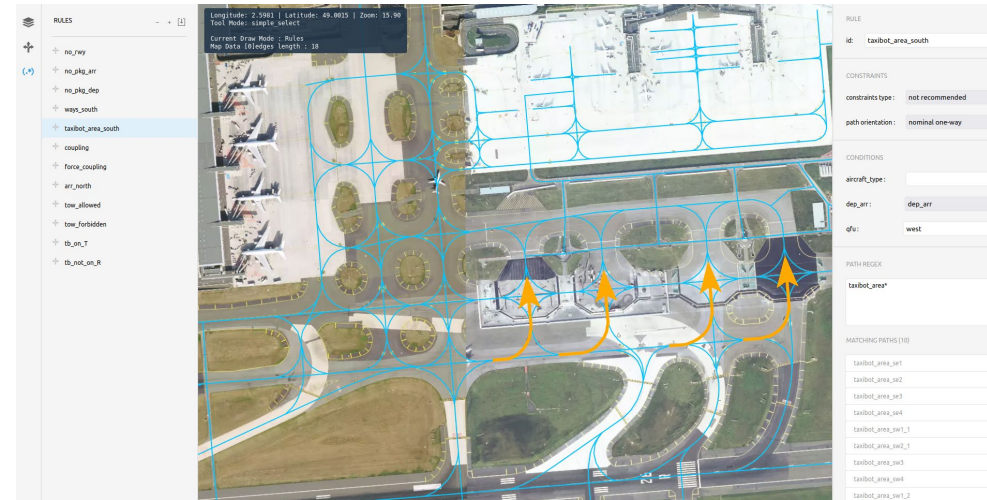 RULES
- +
no_rwy
no_pkg_arr
no_pkg_dep
ways_south
taxibot_area_south
coupling
force_coupling
arr_north
tow_allowed
tow_forbidden
tb_on_T
tb_not_on_R
(.*)
Longitude: 2.5981 | Latitude: 49.0015 | Zoom: 15.90
Tool Mode: simple_select
Current Draw Mode : Rules
Map Data [0]edges length : 18
RULE
id: taxibot_area_south
CONSTRAINTS
constraints type : not recommended
path orientation : nominal one-way
CONDITIONS
aircraft_type :
dep_arr : dep_arr
qfu : west
PATH REGEX
taxibot_area*
MATCHING PATHS (10)
taxibot_area_se1
taxibot_area_se2
taxibot_area_se3
taxibot_area_se4
taxibot_area_sw1_1
taxibot_area_sw2_1
taxibot_area_sw3
taxibot_area_sw4
taxibot_area_sw1_2